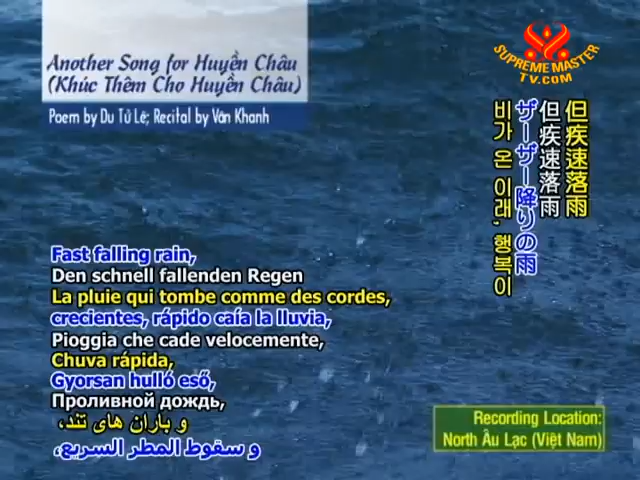 Another Song for Huyền Châu
(Khúc Thêm Cho Huyền Châu)
Poem by Du Tử Lê; Recital by Vân Khanh
SUPREME MASTER
TV.COM
但疾速落雨
但疾速落雨
ザーザー降りの雨
비가 온 이래, 행복이
Fast falling rain,
Den schnell fallenden Regen
La pluie qui tombe comme des cordes,
crecientes, rápido caía la lluvia,
Pioggia che cade velocemente,
Chuva rápida,
Gyorsan hulló eső,
Проливной дождь,
و باران های تند،
و سقوط المطر السريع،
Recording Location:
North Âu Lạc (Việt Nam)